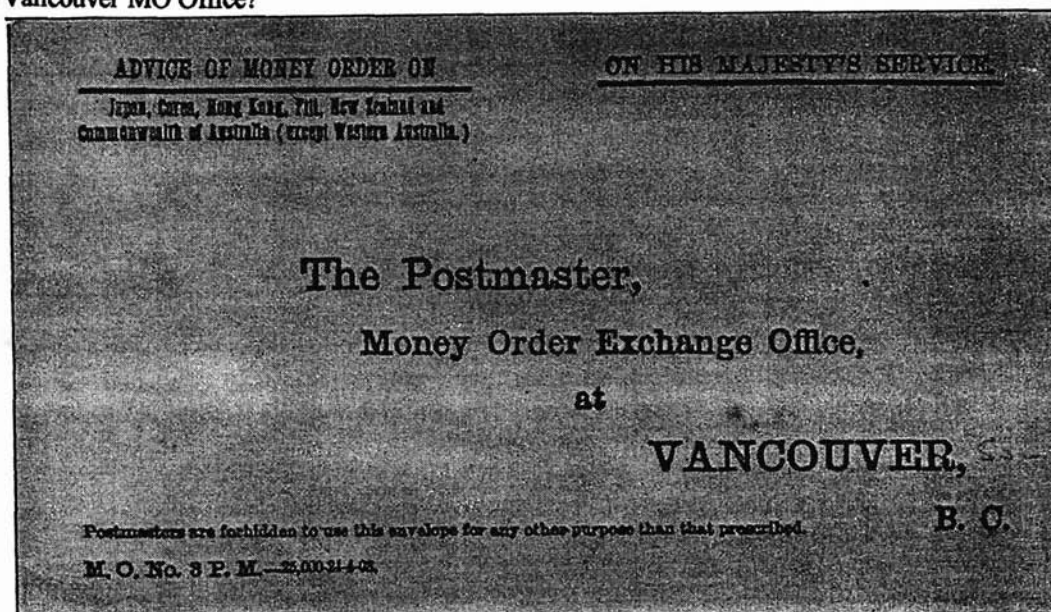 Vancouver MO Office?
ADVICE OF MONEY ORDER ON
Japan, Corea, Hong Kong, Fiji, New Zealand and
Commonwealth of Australia (except Western Australia.)
ON HIS MAJESTY'S SERVICE.
The Postmaster,
Money Order Exchange Office,
at
VANCOUVER,
B. C.
Postmasters are forbidden to use this envelope for any other purpose than that prescribed.
M. O. No. 3 P. M.